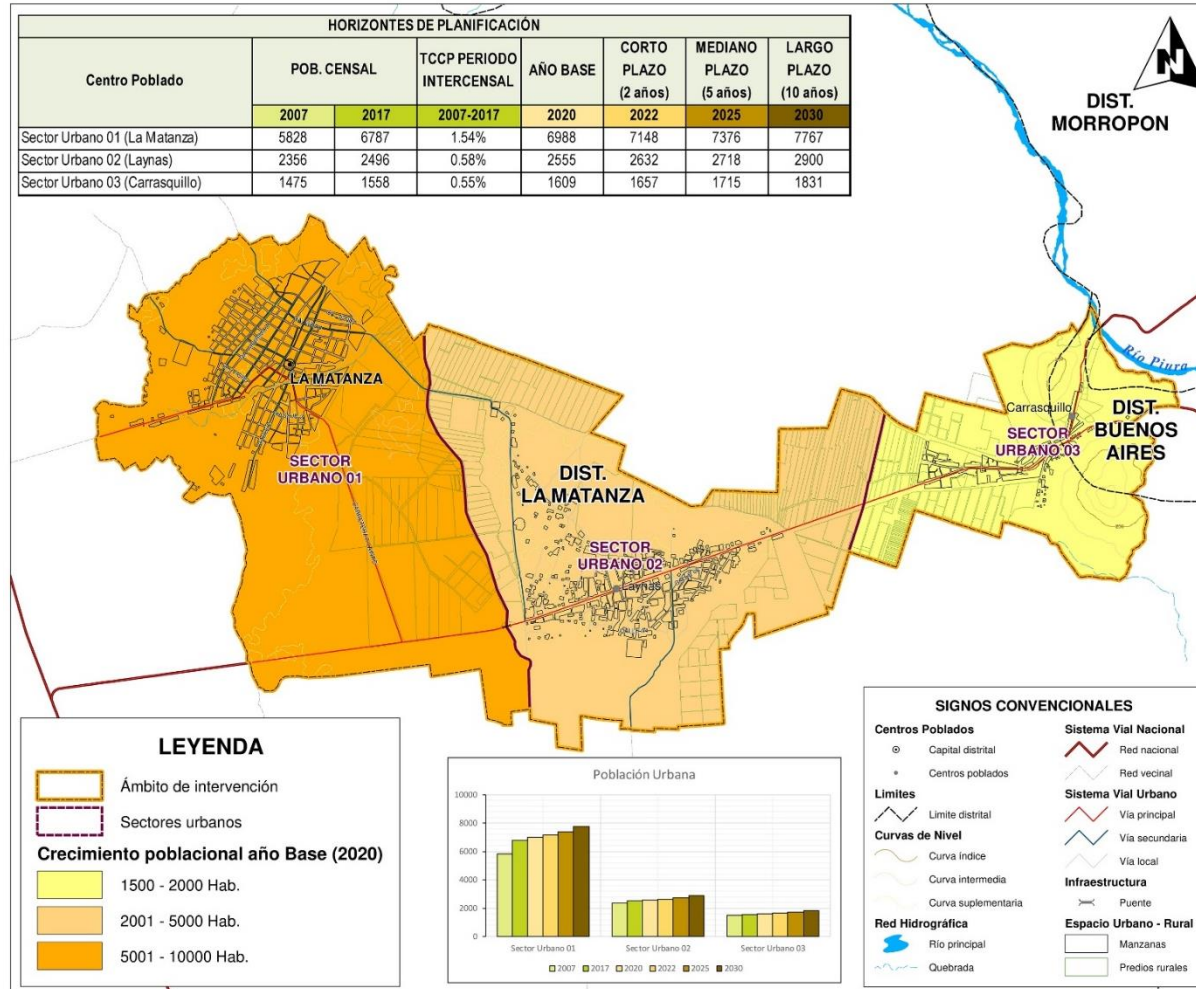 HORIZONTES DE PLANIFICACIÓN
Centro Poblado POB. CENSAL TCCP PERIODO INTERCENSAL AÑO BASE CORTO PLAZO (2 años) MEDIANO PLAZO (5 años) LARGO PLAZO (10 años)
2007 2017 2007-2017 2020 2022 2025 2030
Sector Urbano 01 (La Matanza) 5828 6787 1.54% 6988 7148 7376 7767
Sector Urbano 02 (Laynas) 2356 2496 0.58% 2555 2632 2718 2900
Sector Urbano 03 (Carrasquillo) 1475 1558 0.55% 1609 1657 1715 1831
N
DIST.
MORROPON
Río Piura
LA MATANZA
SECTOR
URBANO 01
DIST.
LA MATANZA
SECTOR
URBANO 02
Laynas
Carrasquillo
SECTOR
URBANO 03
DIST.
BUENOS
AIRES
LEYENDA
Ámbito de intervención
Sectores urbanos
Crecimiento poblacional año Base (2020)
1500 - 2000 Hab.
2001 - 5000 Hab.
5001 - 10000 Hab.
Población Urbana
10000
8000
6000
4000
2000
0
Sector Urbano 01 Sector Urbano 02 Sector Urbano 03
2007 2017 2020 2022 2025 2030
SIGNOS CONVENCIONALES
Centros Poblados
Capital distrital
Centros poblados
Limites
Limite distrital
Curvas de Nivel
Curva índice
Curva intermedia
Curva suplementaria
Red Hidrográfica
Río principal
Quebrada
Sistema Vial Nacional
Red nacional
Red vecinal
Sistema Vial Urbano
Vía principal
Vía secundaria
Vía local
Infraestructura
Puente
Espacio Urbano - Rural
Manzanas
Predios rurales